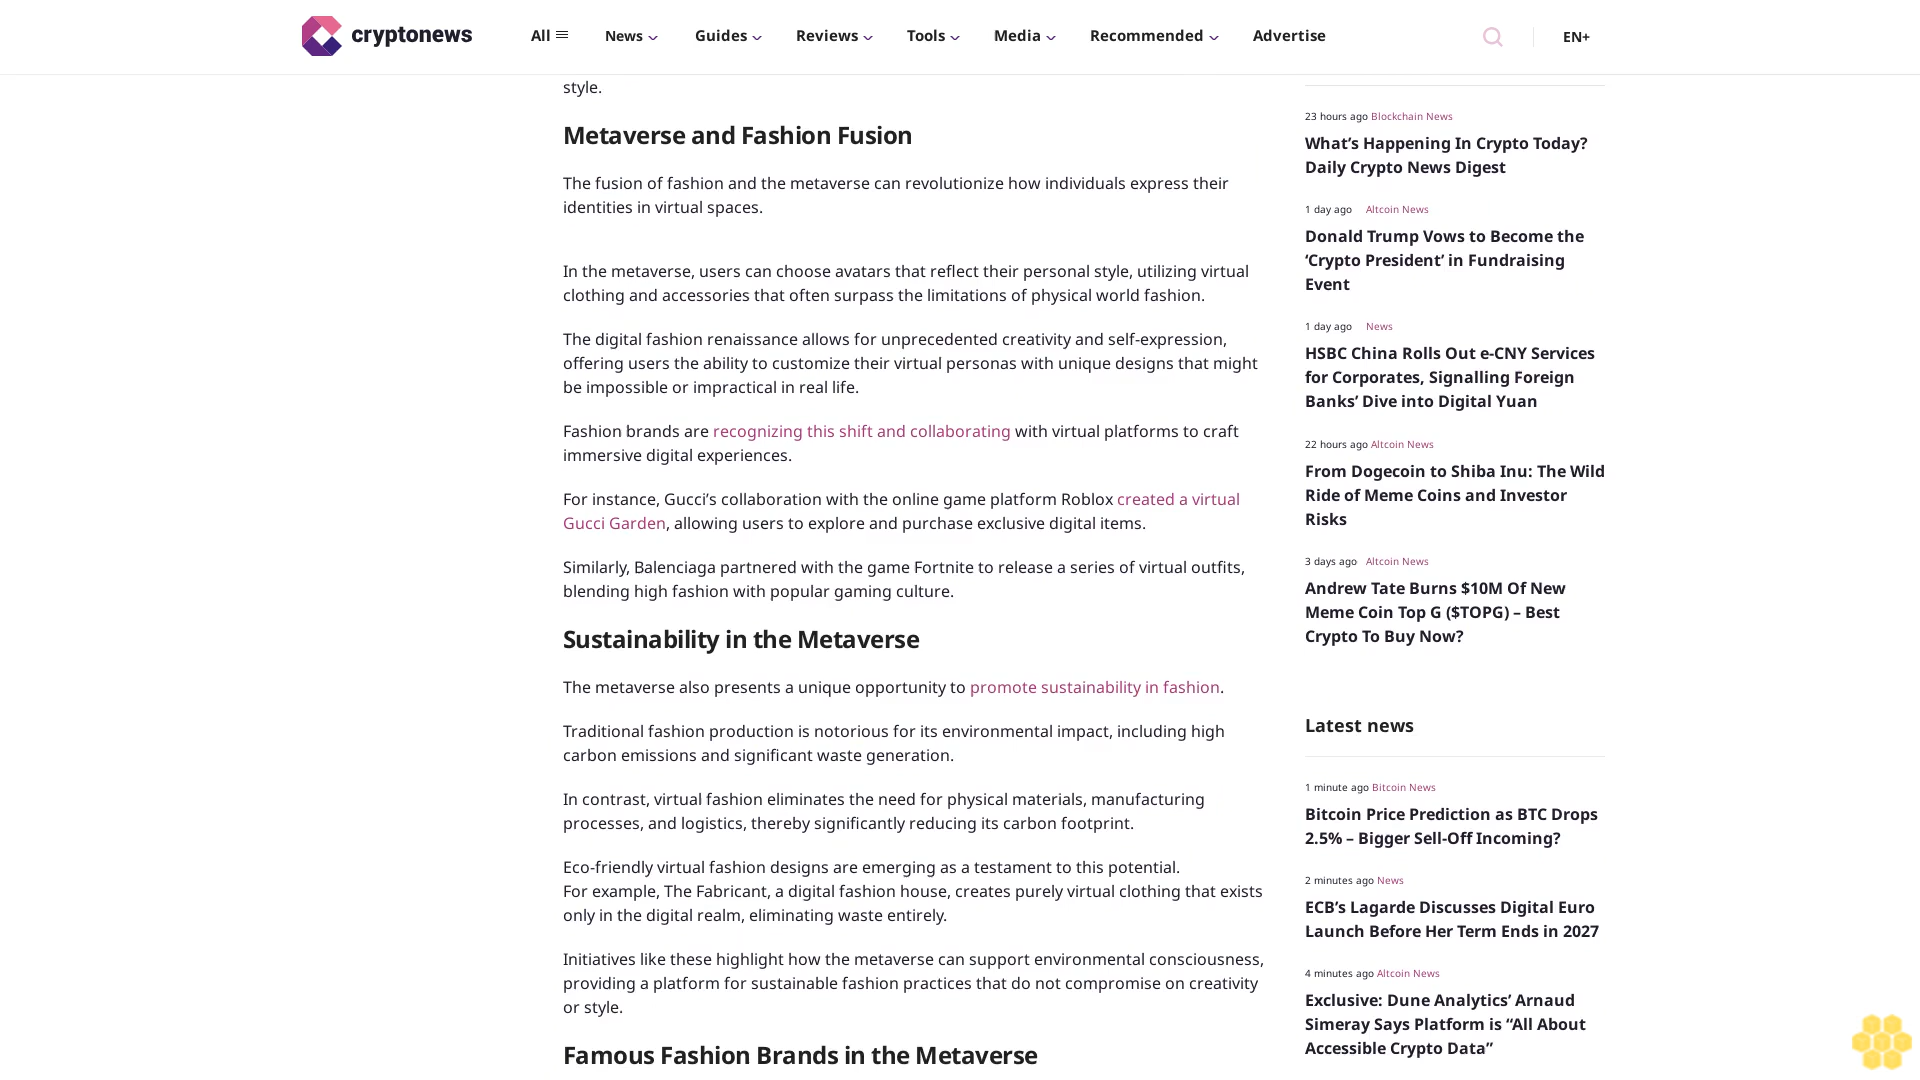 cryptonews
All
News
Guides
Reviews
Tools
Media
Recommended
Advertise
EN+
style.
Metaverse and Fashion Fusion
The fusion of fashion and the metaverse can revolutionize how individuals express their
identities in virtual spaces.
In the metaverse, users can choose avatars that reflect their personal style, utilizing virtual
clothing and accessories that often surpass the limitations of physical world fashion.
The digital fashion renaissance allows for unprecedented creativity and self-expression,
offering users the ability to customize their virtual personas with unique designs that might
be impossible or impractical in real life.
Fashion brands are recognizing this shift and collaborating with virtual platforms to craft
immersive digital experiences.
For instance, Gucci’s collaboration with the online game platform Roblox created a virtual
Gucci Garden, allowing users to explore and purchase exclusive digital items.
Similarly, Balenciaga partnered with the game Fortnite to release a series of virtual outfits,
blending high fashion with popular gaming culture.
Sustainability in the Metaverse
The metaverse also presents a unique opportunity to promote sustainability in fashion.
Traditional fashion production is notorious for its environmental impact, including high
carbon emissions and significant waste generation.
In contrast, virtual fashion eliminates the need for physical materials, manufacturing
processes, and logistics, thereby significantly reducing its carbon footprint.
Eco-friendly virtual fashion designs are emerging as a testament to this potential.
For example, The Fabricant, a digital fashion house, creates purely virtual clothing that exists
only in the digital realm, eliminating waste entirely.
Initiatives like these highlight how the metaverse can support environmental consciousness,
providing a platform for sustainable fashion practices that do not compromise on creativity
or style.
Famous Fashion Brands in the Metaverse
23 hours ago Blockchain News
What’s Happening In Crypto Today?
Daily Crypto News Digest
1 day ago Altcoin News
Donald Trump Vows to Become the
‘Crypto President’ in Fundraising
Event
1 day ago News
HSBC China Rolls Out e-CNY Services
for Corporates, Signalling Foreign
Banks’ Dive into Digital Yuan
22 hours ago Altcoin News
From Dogecoin to Shiba Inu: The Wild
Ride of Meme Coins and Investor
Risks
3 days ago Altcoin News
Andrew Tate Burns $10M Of New
Meme Coin Top G ($TOPG) – Best
Crypto To Buy Now?
Latest news
1 minute ago Bitcoin News
Bitcoin Price Prediction as BTC Drops
2.5% – Bigger Sell-Off Incoming?
2 minutes ago News
ECB’s Lagarde Discusses Digital Euro
Launch Before Her Term Ends in 2027
4 minutes ago Altcoin News
Exclusive: Dune Analytics’ Arnaud
Simeray Says Platform is “All About
Accessible Crypto Data”